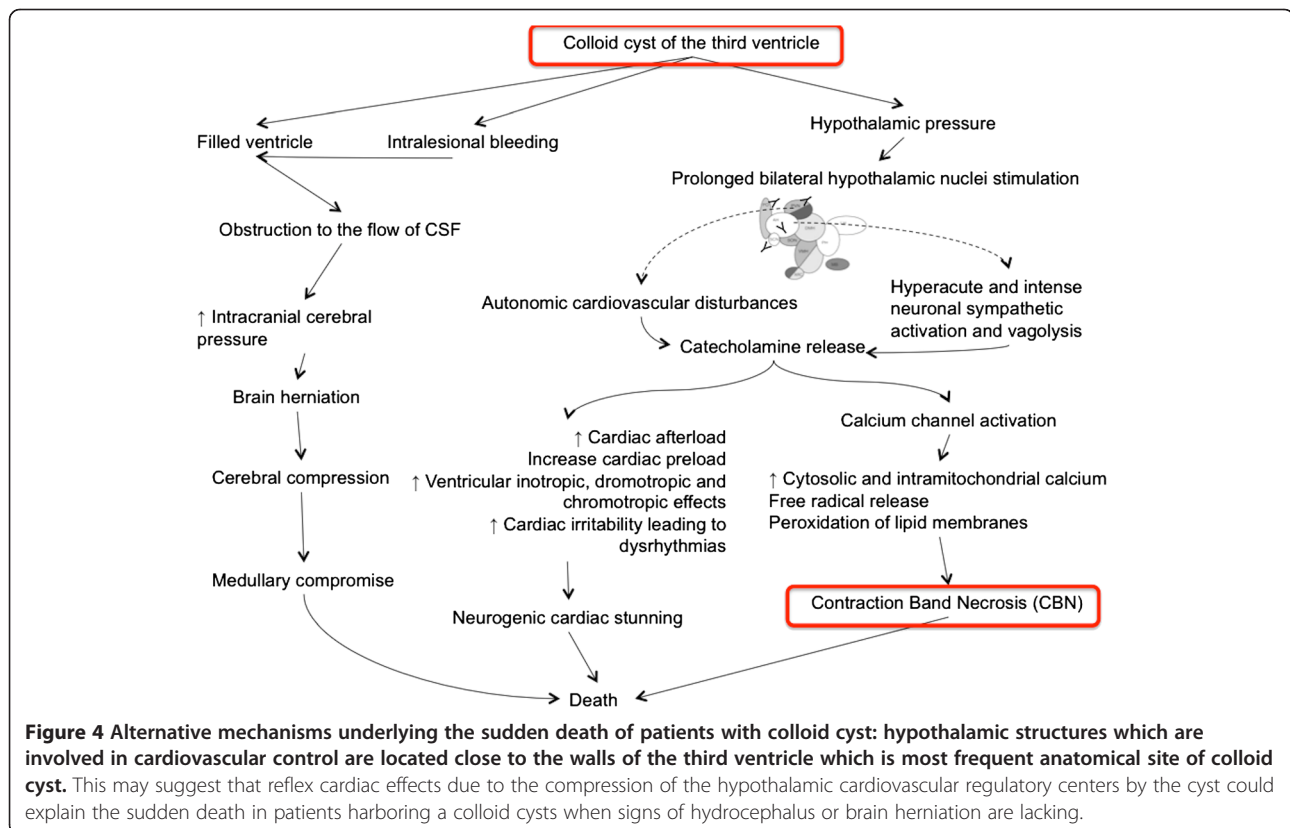 Colloid cyst of the third ventricle
Filled ventricle
Intralesional bleeding
Hypothalamic pressure
Prolonged bilateral hypothalamic nuclei stimulation
Obstruction to the flow of CSF
Autonomic cardiovascular disturbances
Hyperacute and intense
neuronal sympathetic
activation and vagolysis
↑ Intracranial cerebral
pressure
Catecholamine release
Brain herniation
Calcium channel activation
↑ Cardiac afterload
Increase cardiac preload
↑ Ventricular inotropic, dromotropic and
chromotropic effects
↑ Cardiac irritability leading to
dysrhythmias
Cerebral compression
↑ Cytosolic and intramitochondrial calcium
Free radical release
Peroxidation of lipid membranes
Medullary compromise
Neurogenic cardiac stunning
Contraction Band Necrosis (CBN)
Death
Figure 4 Alternative mechanisms underlying the sudden death of patients with colloid cyst: hypothalamic structures which are
involved in cardiovascular control are located close to the walls of the third ventricle which is most frequent anatomical site of colloid
cyst. This may suggest that reflex cardiac effects due to the compression of the hypothalamic cardiovascular regulatory centers by the cyst could
explain the sudden death in patients harboring a colloid cysts when signs of hydrocephalus or brain herniation are lacking.